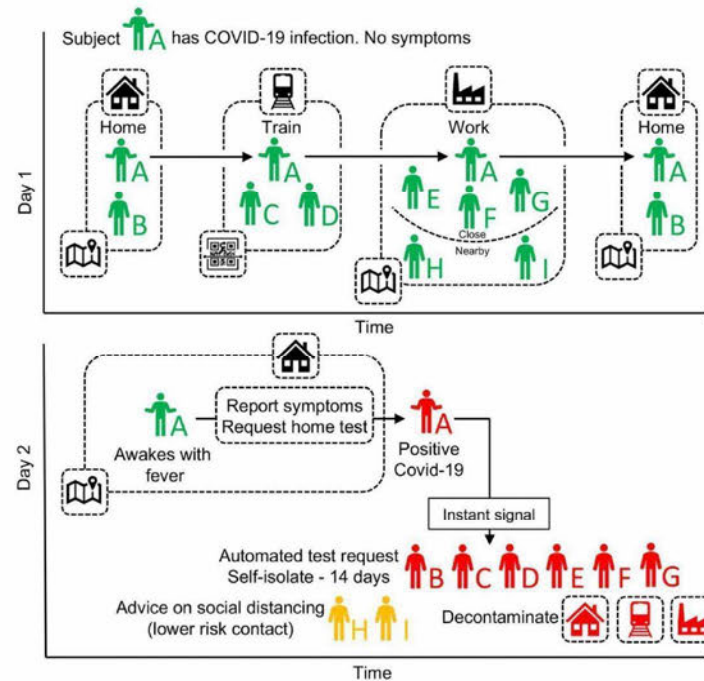 Subject A has COVID-19 infection. No symptoms
Day 1
Home
Train
Work
Home
A
A
A
A
B
C D
E F G
B
Close
Nearby
H I
Time
Day 2
A
Report symptoms
Request home test
A
Awakes with
fever
Positive
Covid-19
Instant signal
Automated test request
Self-isolate - 14 days
B C D E F G
Advice on social distancing
(lower risk contact)
H I
Decontaminate
Time